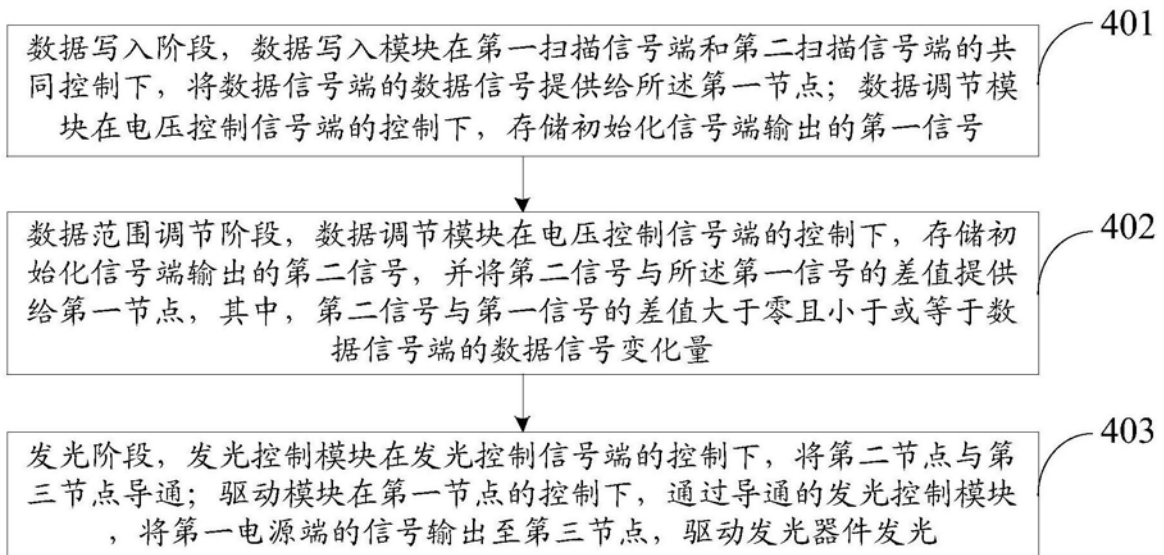 401
数据写入阶段，数据写入模块在第一扫描信号端和第二扫描信号端的共
同控制下，将数据信号端的数据信号提供给所述第一节点；数据调节模
块在电压控制信号端的控制下，存储初始化信号端输出的第一信号
402
数据范围调节阶段，数据调节模块在电压控制信号端的控制下，存储初
始化信号端输出的第二信号，并将第二信号与所述第一信号的差值提供
给第一节点，其中，第二信号与第一信号的差值大于零且小于或等于数
据信号端的数据信号变化量
403
发光阶段，发光控制模块在发光控制信号端的控制下，将第二节点与第
三节点导通；驱动模块在第一节点的控制下，通过导通的发光控制模块
，将第一电源端的信号输出至第三节点，驱动发光器件发光